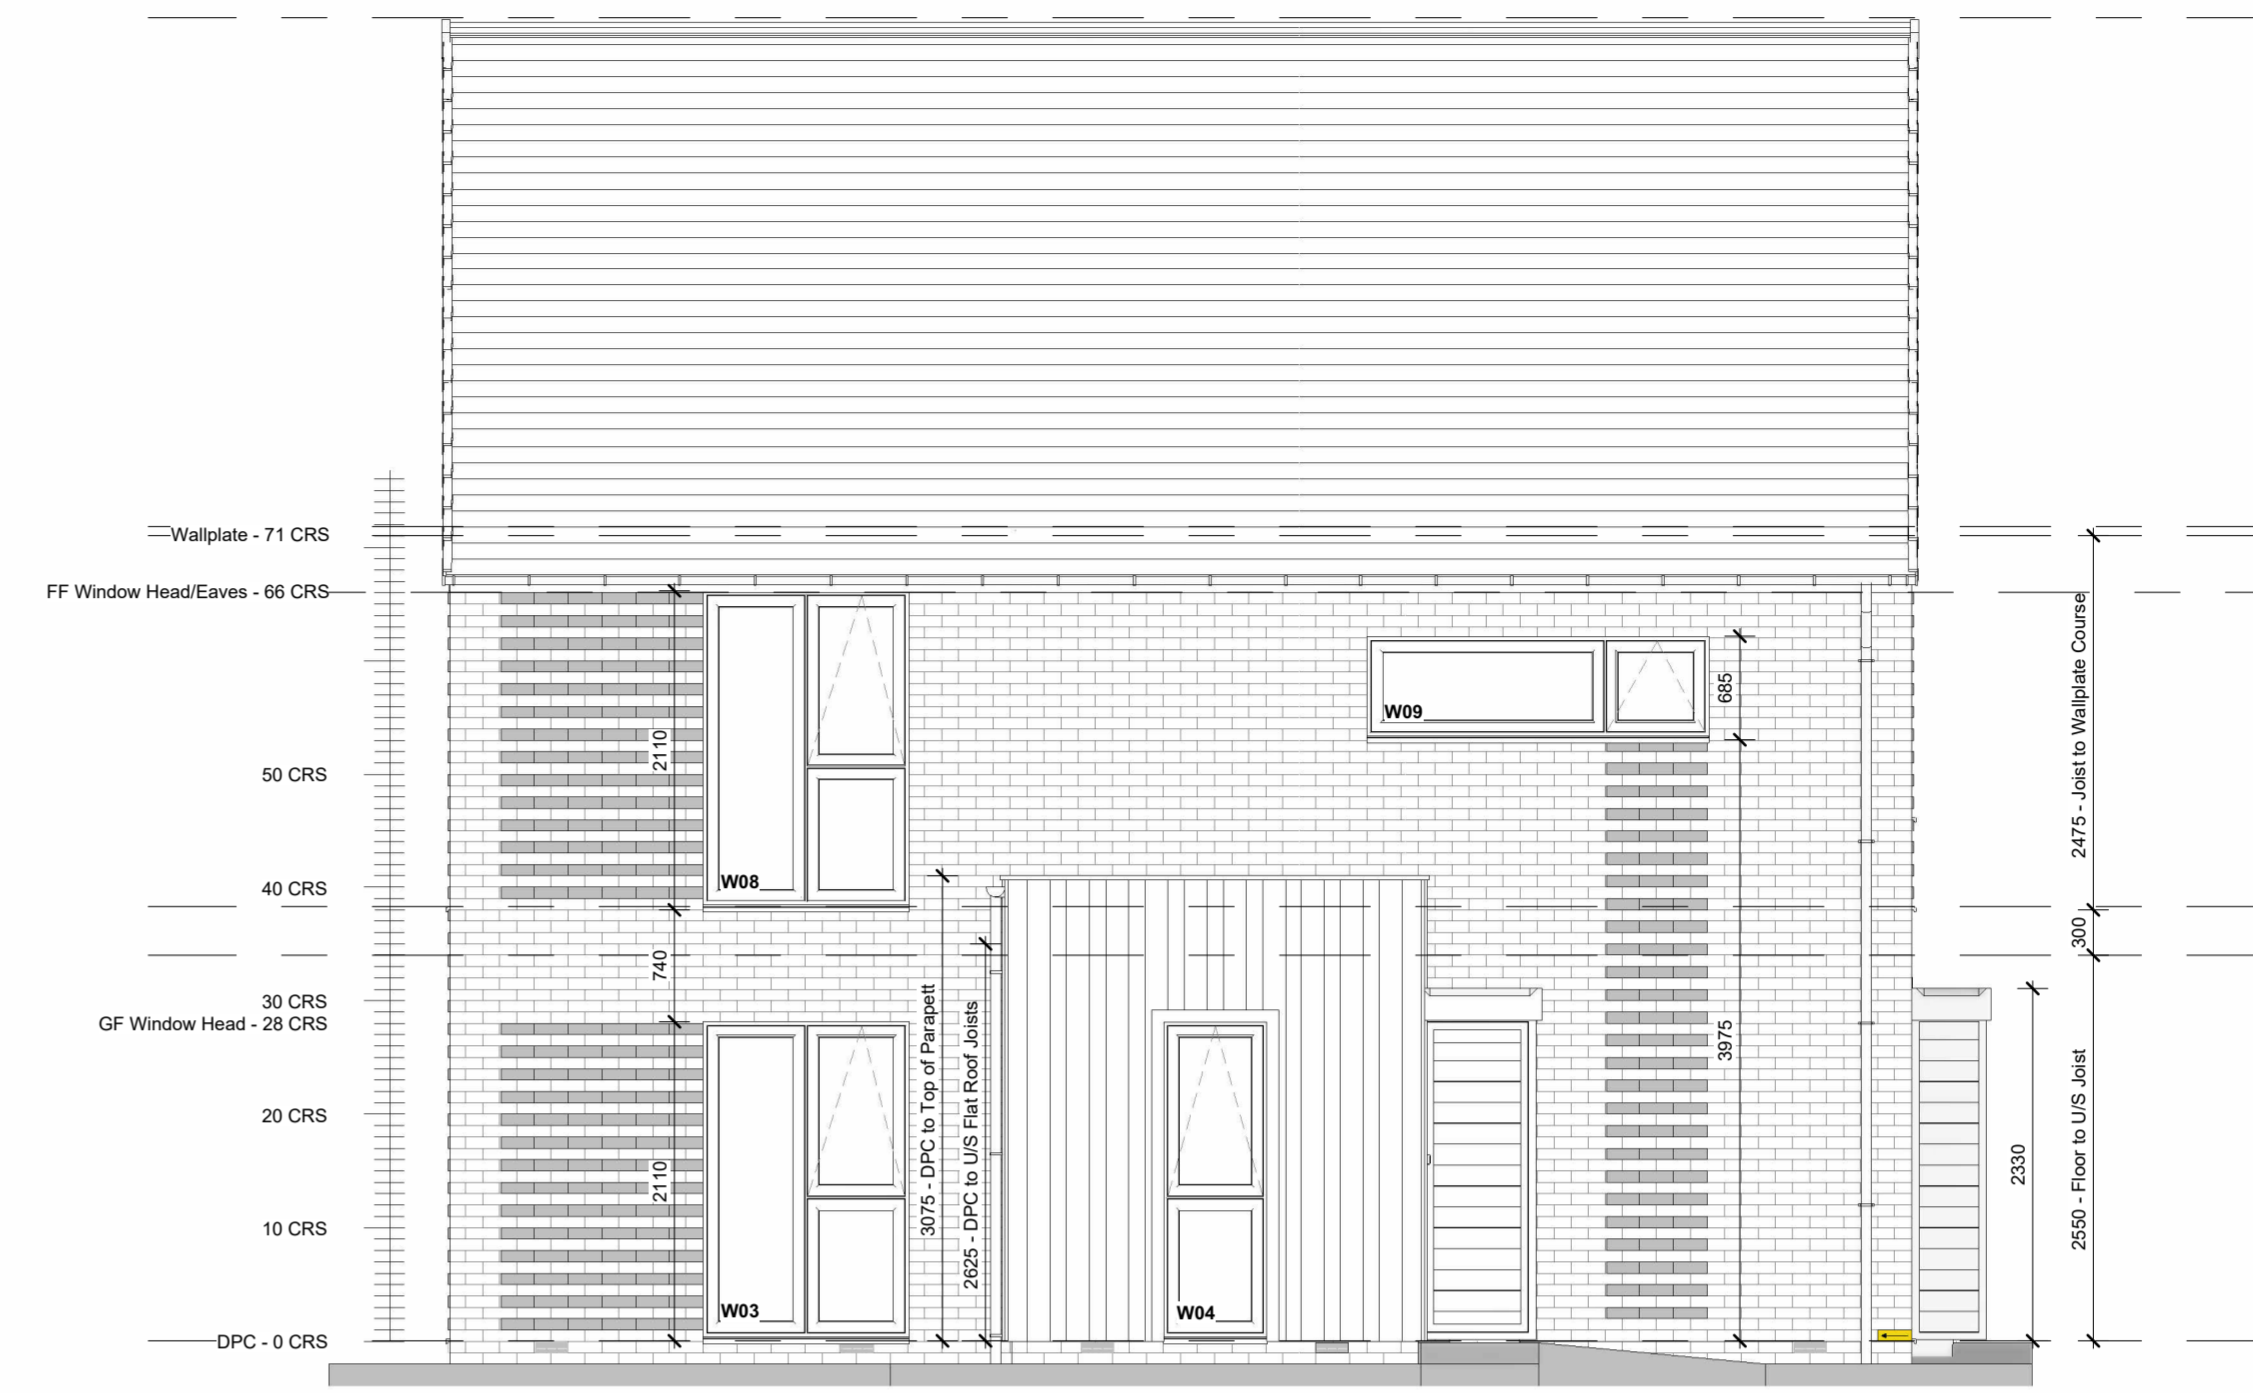 Wallplate - 71 CRS
FF Window Head/Eaves - 66 CRS
50 CRS
40 CRS
30 CRS
GF Window Head - 28 CRS
20 CRS
10 CRS
DPC - 0 CRS
2110
740
2110
W08
W03
3075 - DPC to Top of Parapett
2625 - DPC to U/S Flat Roof Joists
W04
W09
685
3975
2330
2475 - Joist to Wallplate Course
300
2550 - Floor to U/S Joist